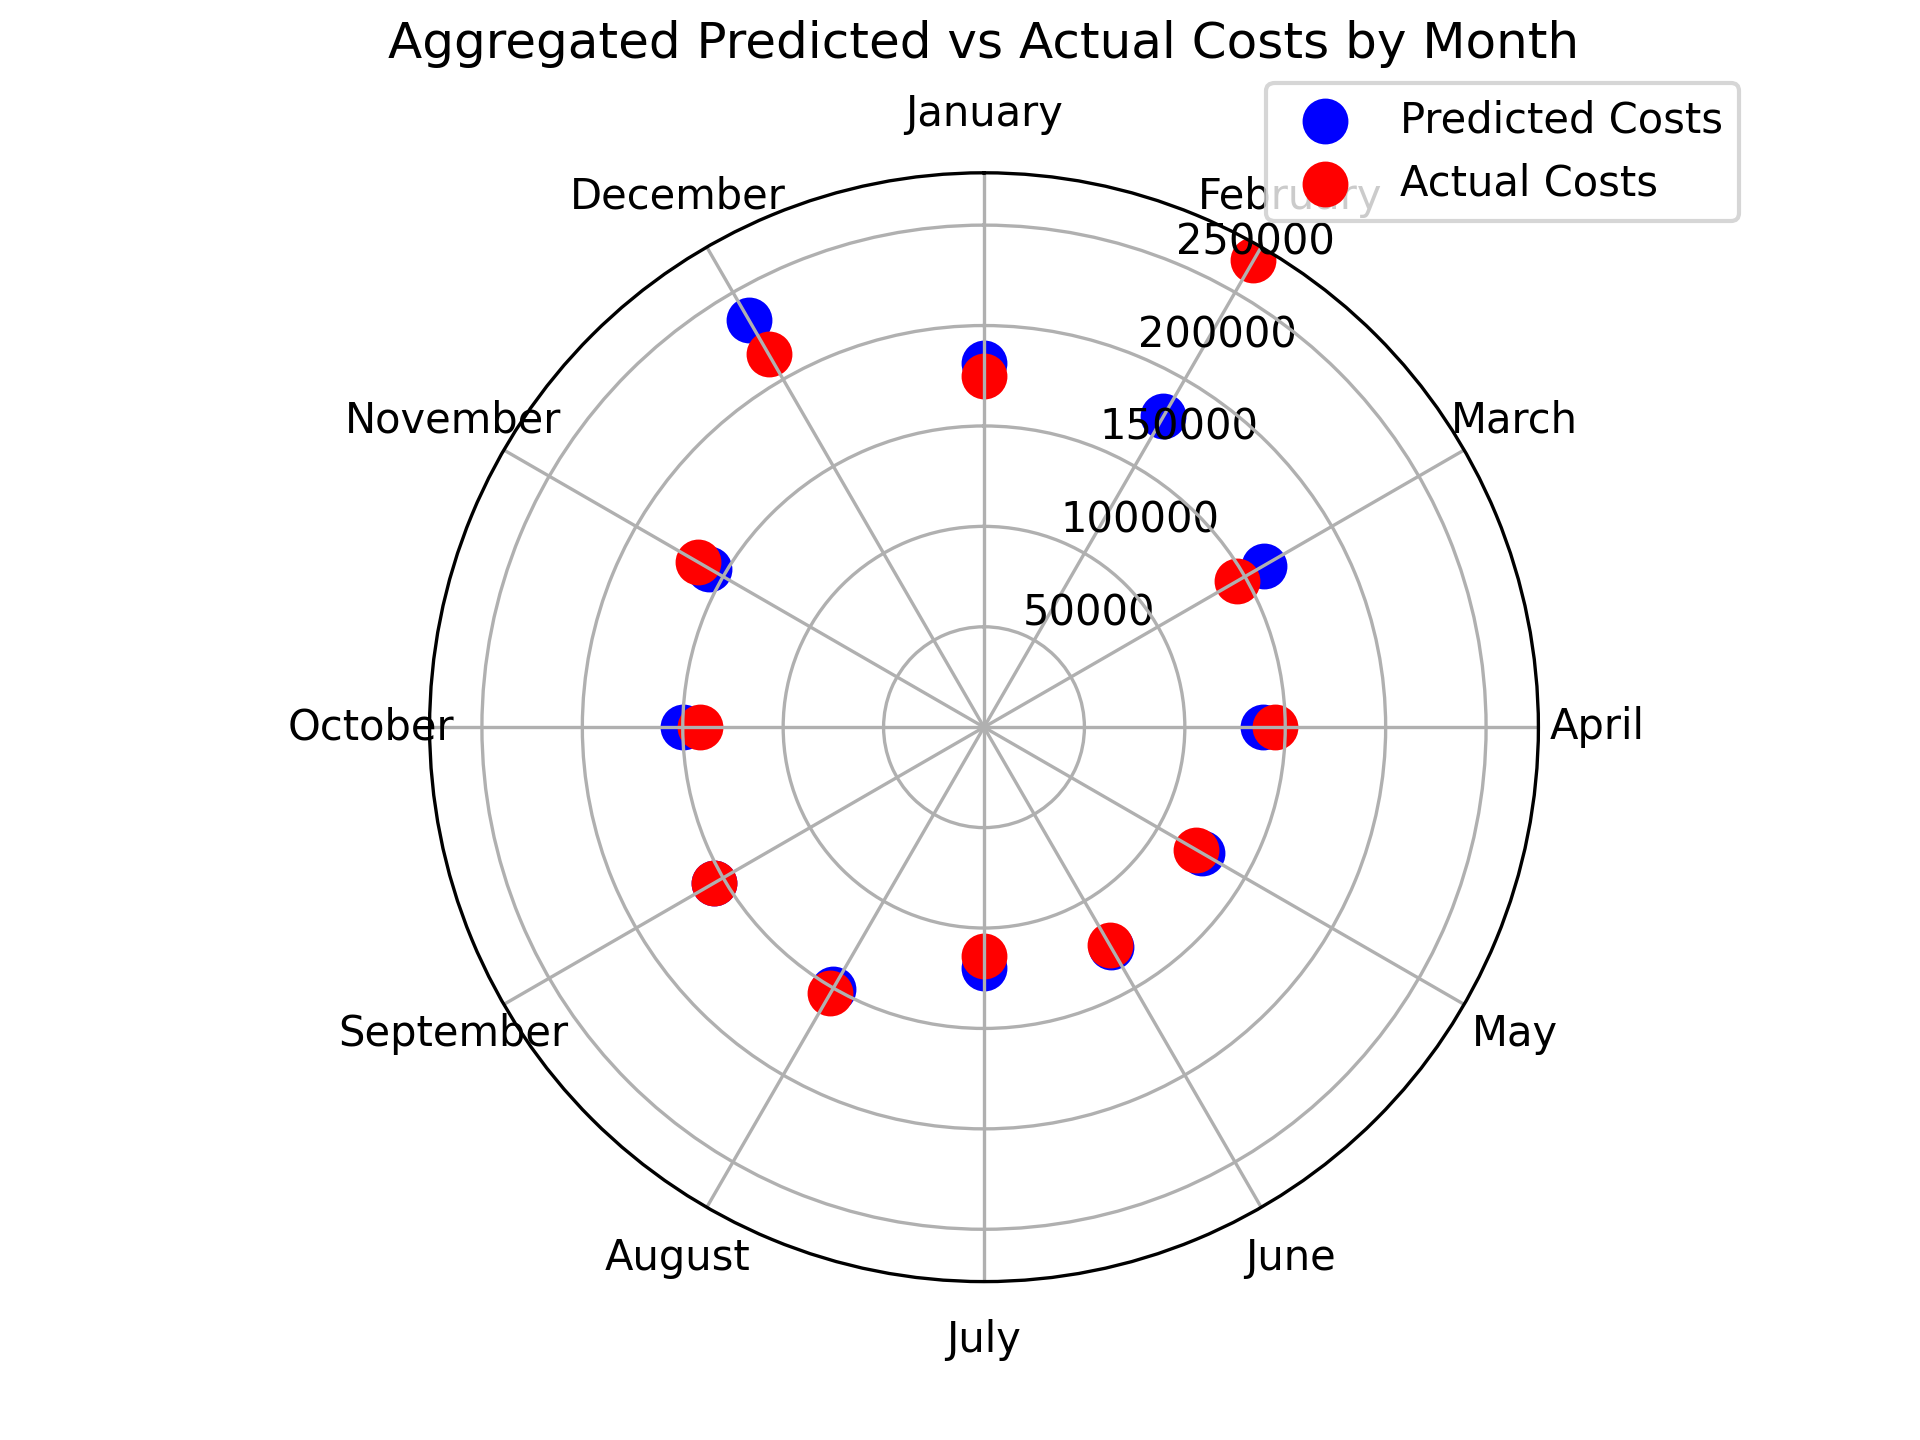 Aggregated Predicted vs Actual Costs by Month
January
Predicted Costs
Actual Costs
December
February
250000
200000
November
150000
March
100000
50000
October
April
September
May
August
June
July